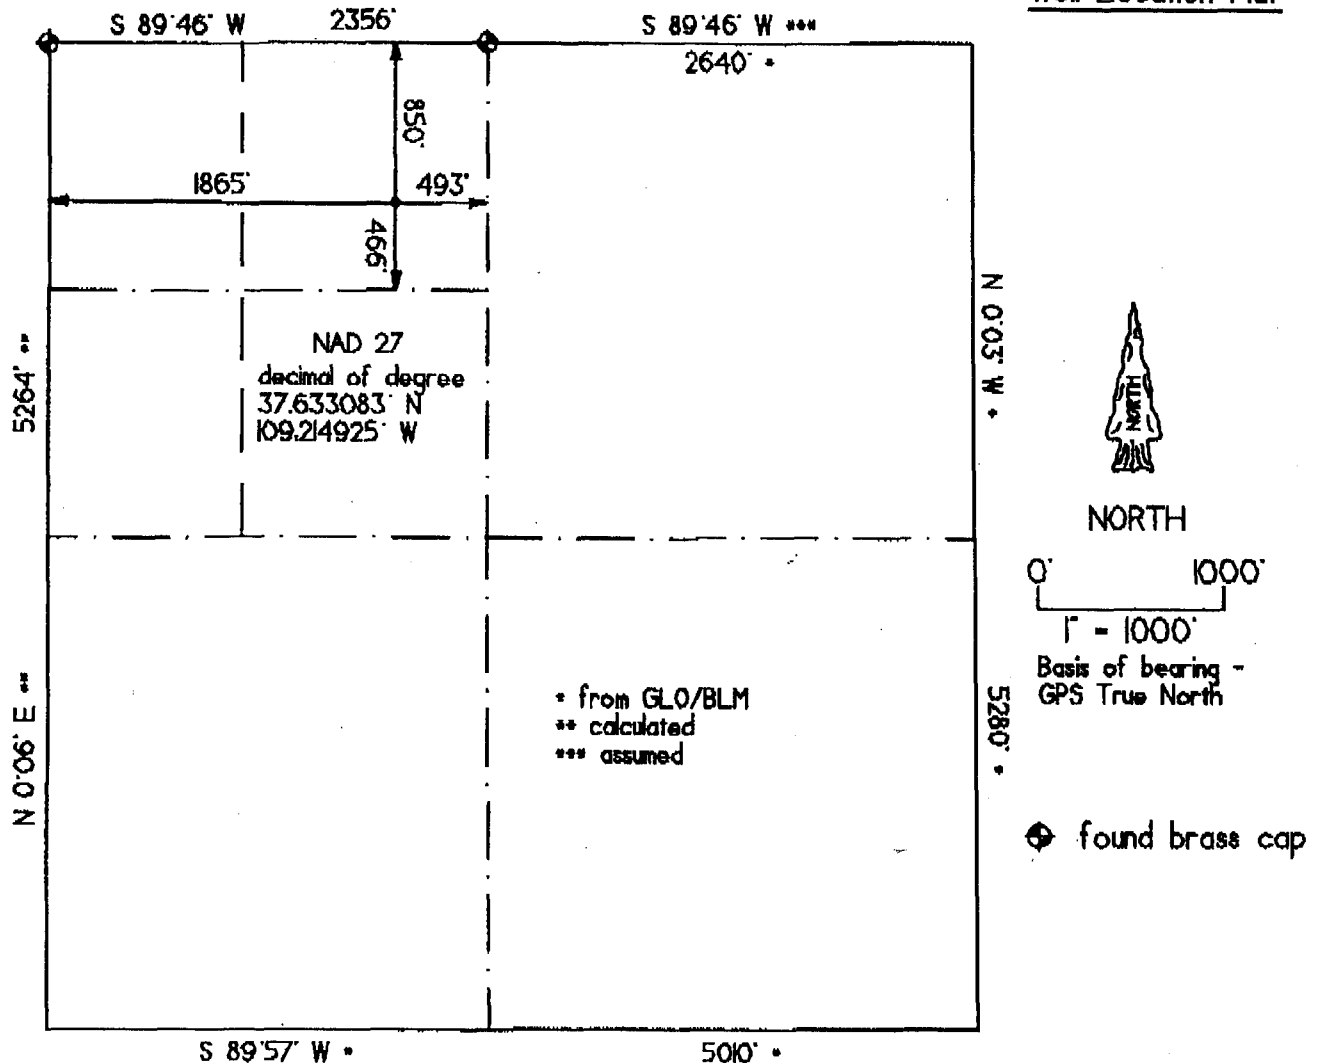 S 89°46' W 2356' S 89°46' W ***
2640' *
850'
1865' 493'
466'
N 0°03' W *
5264' **
NAD 27
decimal of degree
37.633083° N
109.214925° W
NORTH
NORTH
0' 1000'
1" = 1000'
Basis of bearing -
GPS True North
* from GLO/BLM
** calculated
*** assumed
5280' *
N 0°06' E **
found brass cap
S 89°57' W * 5010' *